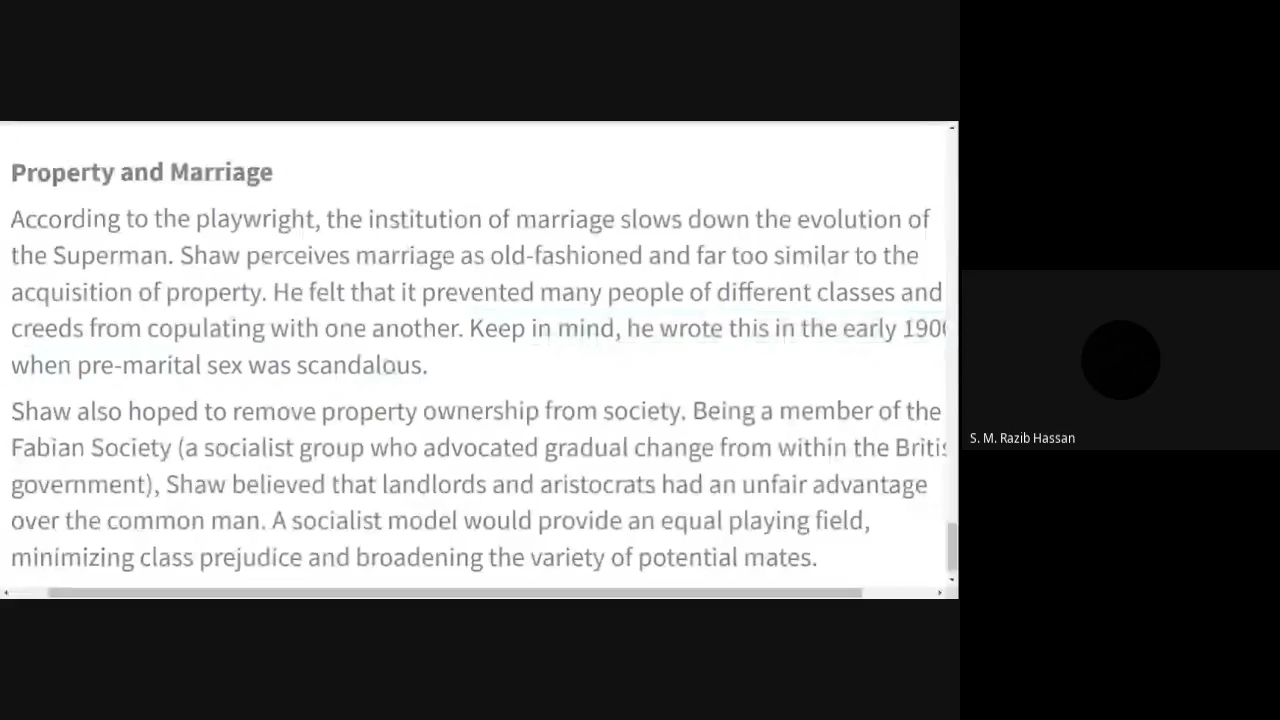 Property and Marriage
According to the playwright, the institution of marriage slows down the evolution of
the Superman. Shaw perceives marriage as old-fashioned and far too similar to the
acquisition of property. He felt that it prevented many people of different classes and
creeds from copulating with one another. Keep in mind, he wrote this in the early 190
when pre-marital sex was scandalous.
Shaw also hoped to remove property ownership from society. Being a member of the
Fabian Society (a socialist group who advocated gradual change from within the Britis
government), Shaw believed that landlords and aristocrats had an unfair advantage
over the common man. A socialist model would provide an equal playing field,
minimizing class prejudice and broadening the variety of potential mates.
S. M. Razib Hassan